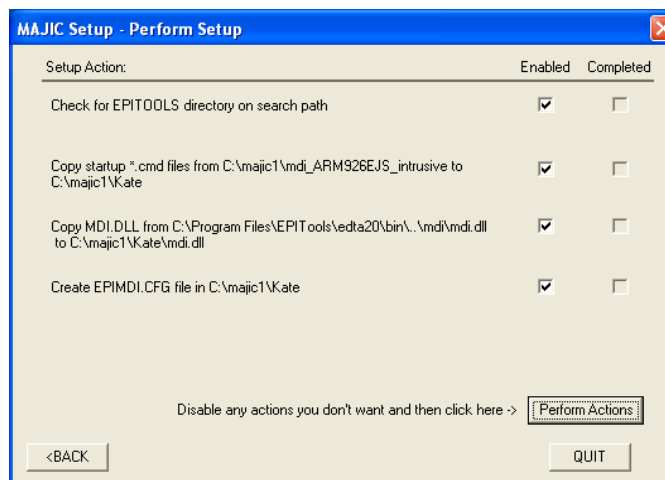 MAJIC Setup - Perform Setup
Setup Action: Enabled Completed
Check for EPITOOLS directory on search path
Copy startup *.cmd files from C:\majic1\mdi_ARM926EJS_intrusive to
C:\majic1\Kate
Copy MDI.DLL from C:\Program Files\EPITools\edta20\bin\..\mdi\mdi.dll
to C:\majic1\Kate\mdi.dll
Create EPIMDI.CFG file in C:\majic1\Kate
Disable any actions you don't want and then click here -> Perform Actions
<BACK QUIT